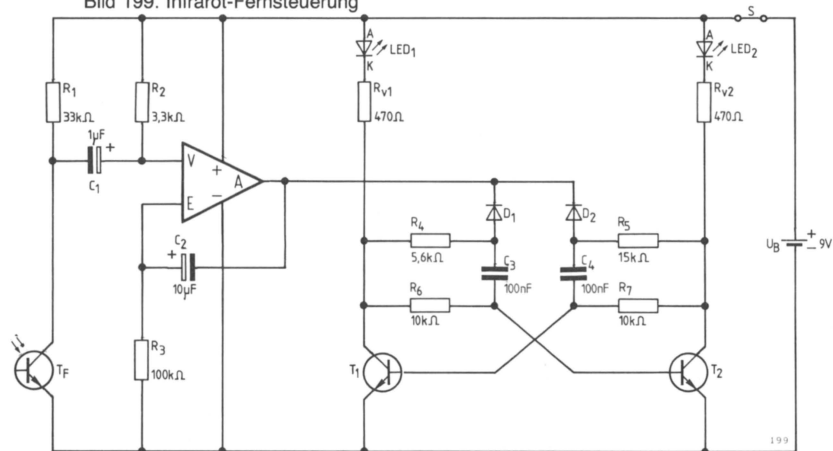 Bild 199. Infrarot-Fernsteuerung
S
A
LED1
K
A
LED2
K
R1
33kΩ
R2
3,3kΩ
Rv1
470Ω
Rv2
470Ω
1µF
+
C1
V
+
A
E
−
D1
D2
R4
5,6kΩ
R5
15kΩ
UB
+
−
9V
C2
+
10µF
C3
100nF
C4
100nF
R6
10kΩ
R7
10kΩ
R3
100kΩ
TF
T1
T2
199